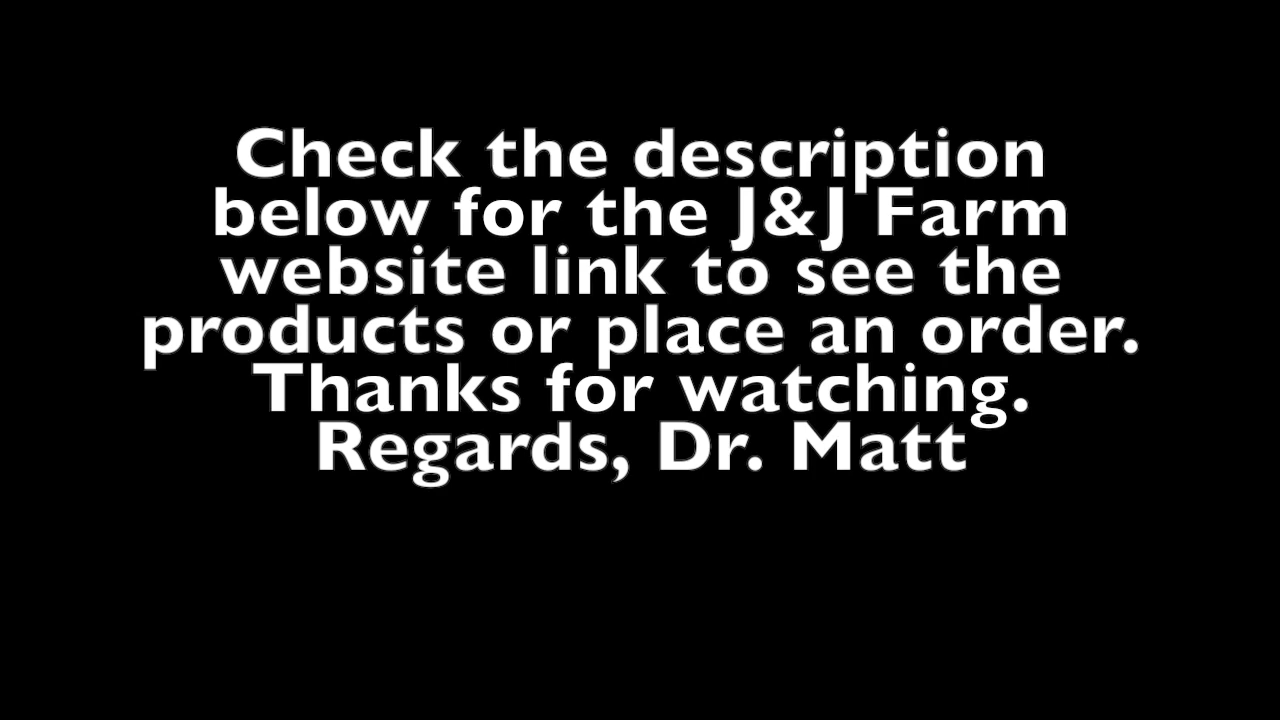 Check the description
below for the J&J Farm
website link to see the
products or place an order.
Thanks for watching.
Regards, Dr. Matt